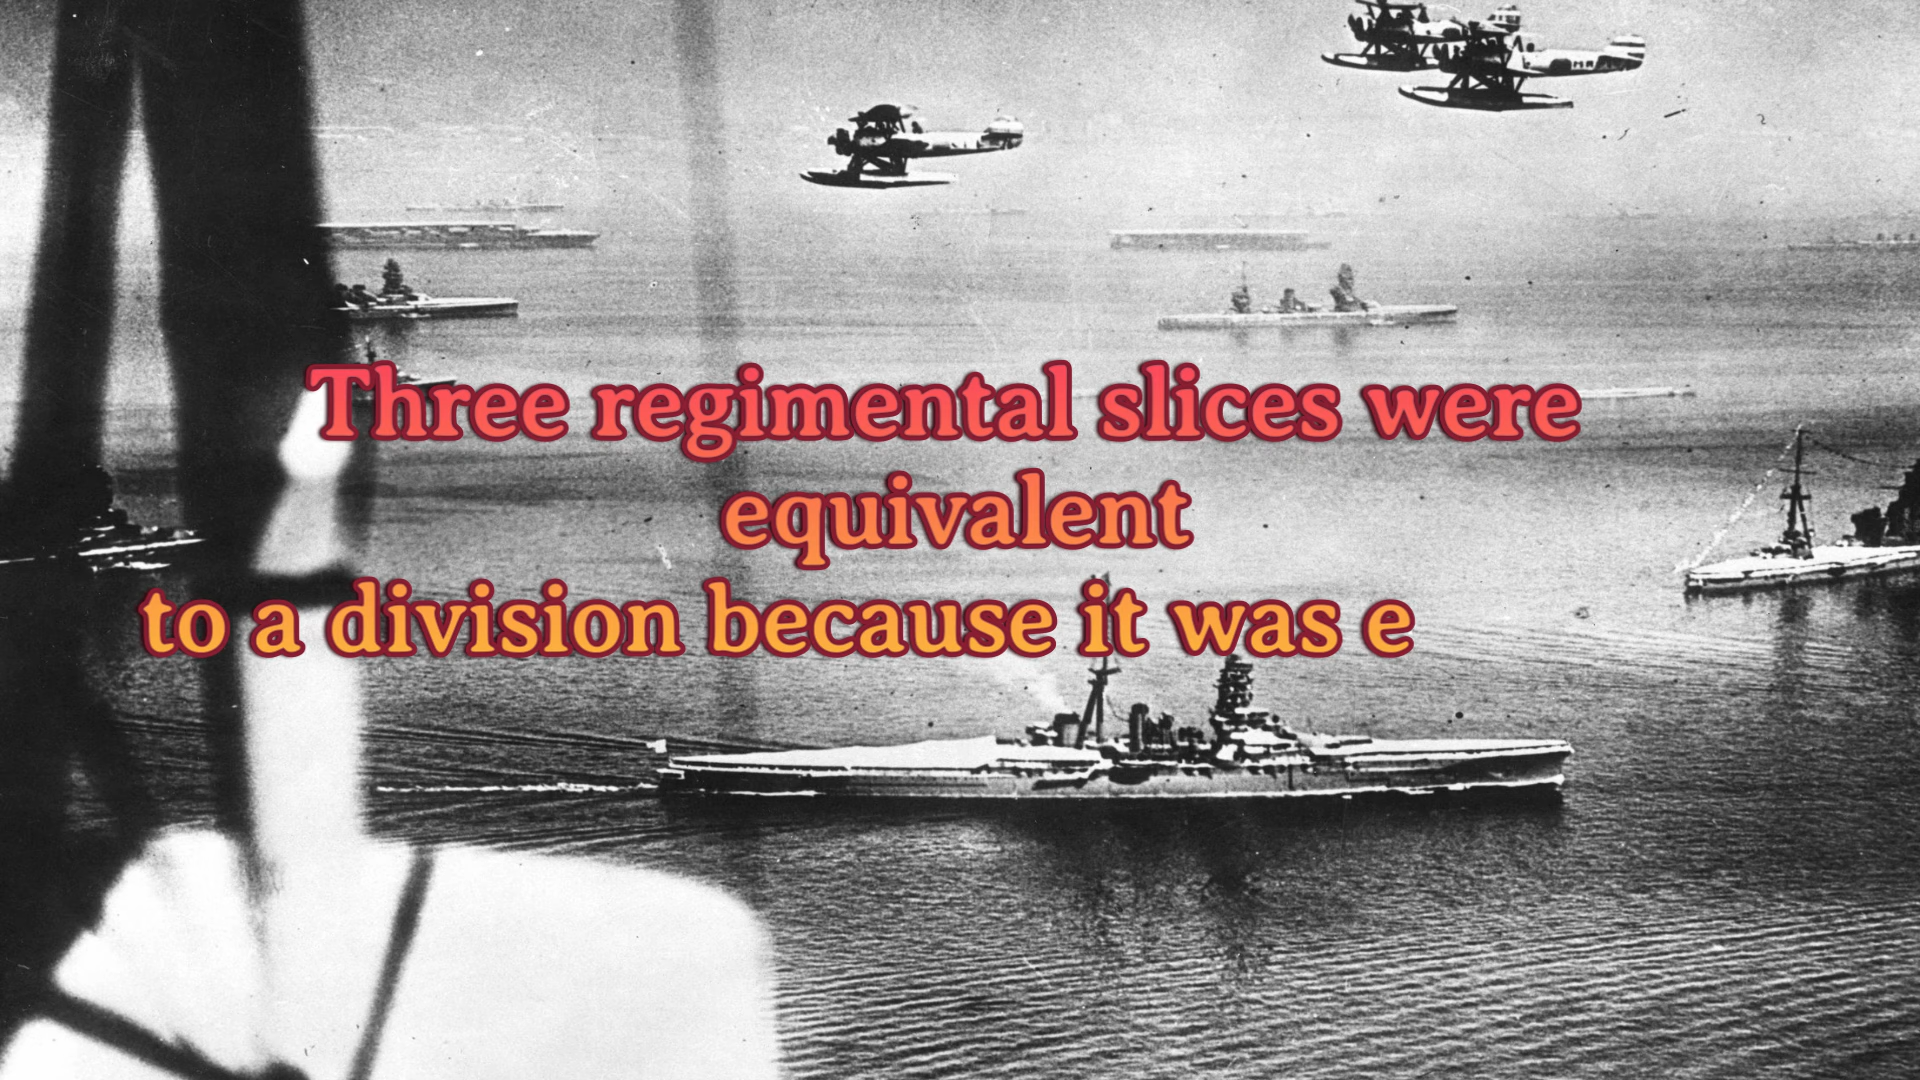 Three regimental slices were
equivalent
to a division because it was e